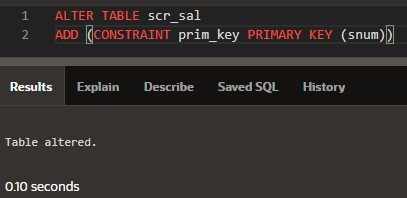 1 ALTER TABLE scr_sal
2 ADD (CONSTRAINT prim_key PRIMARY KEY (snum))
Results Explain Describe Saved SQL History
Table altered.
0.10 seconds